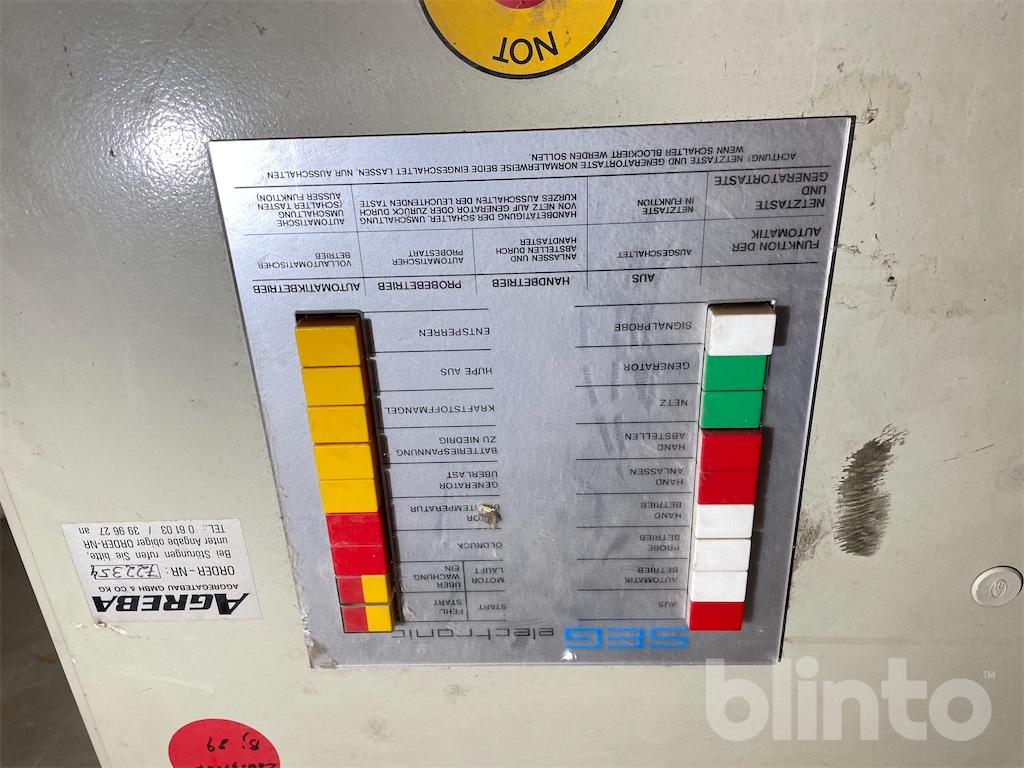 SEG electronic
AUS
AUTOMATIK
BETRIEB
PROBE
BETRIEB
HAND
BETRIEB
HAND
ANLASSEN
HAND
ABSTELLEN
NETZ
GENERATOR
SIGNALPROBE
START
FEHL-
START
MOTOR
LÄUFT
ÜBER
WACHUNG
EIN
ÖLDRUCK
GENERATOR
ÜBERLAST
BATTERIESPANNUNG
ZU NIEDRIG
KRAFTSTOFFMANGEL
HUPE AUS
ENTSPERREN
AUS
HANDBETRIEB
PROBEBETRIEB
AUTOMATIKBETRIEB
FUNKTION DER
AUTOMATIK
AUSGESCHALTET
ANLASSEN UND
ABSTELLEN DURCH
HANDTASTER
AUTOMATISCHER
PROBESTART
VOLLAUTOMATISCHER
BETRIEB
NETZTASTE
UND
GENERATORTASTE
NETZTASTE
IN FUNKTION
HANDBETÄTIGUNG DER SCHALTER, UMSCHALTUNG
VON NETZ AUF GENERATOR ODER ZURÜCK DURCH
KURZES AUSSCHALTEN DER LEUCHTENDEN TASTE
AUTOMATISCHE
UMSCHALTUNG
(SCHALTER TASTEN
AUSSER FUNKTION)
ACHTUNG! NETZTASTE UND GENERATORTASTE NORMALERWEISE BEIDE EINGESCHALTET LASSEN. NUR AUSSCHALTEN
WENN SCHALTER BLOCKIERT WERDEN SOLLEN.
NOT
AGREBA
AGGREGATEBAU GMBH & CO KG
ORDER - NR.: 722354
Bei Störungen rufen Sie bitte,
unter Angabe obiger ORDER-NR
TEL.: 0 61 03 / 39 96 27 an
Bj 89
blinto™